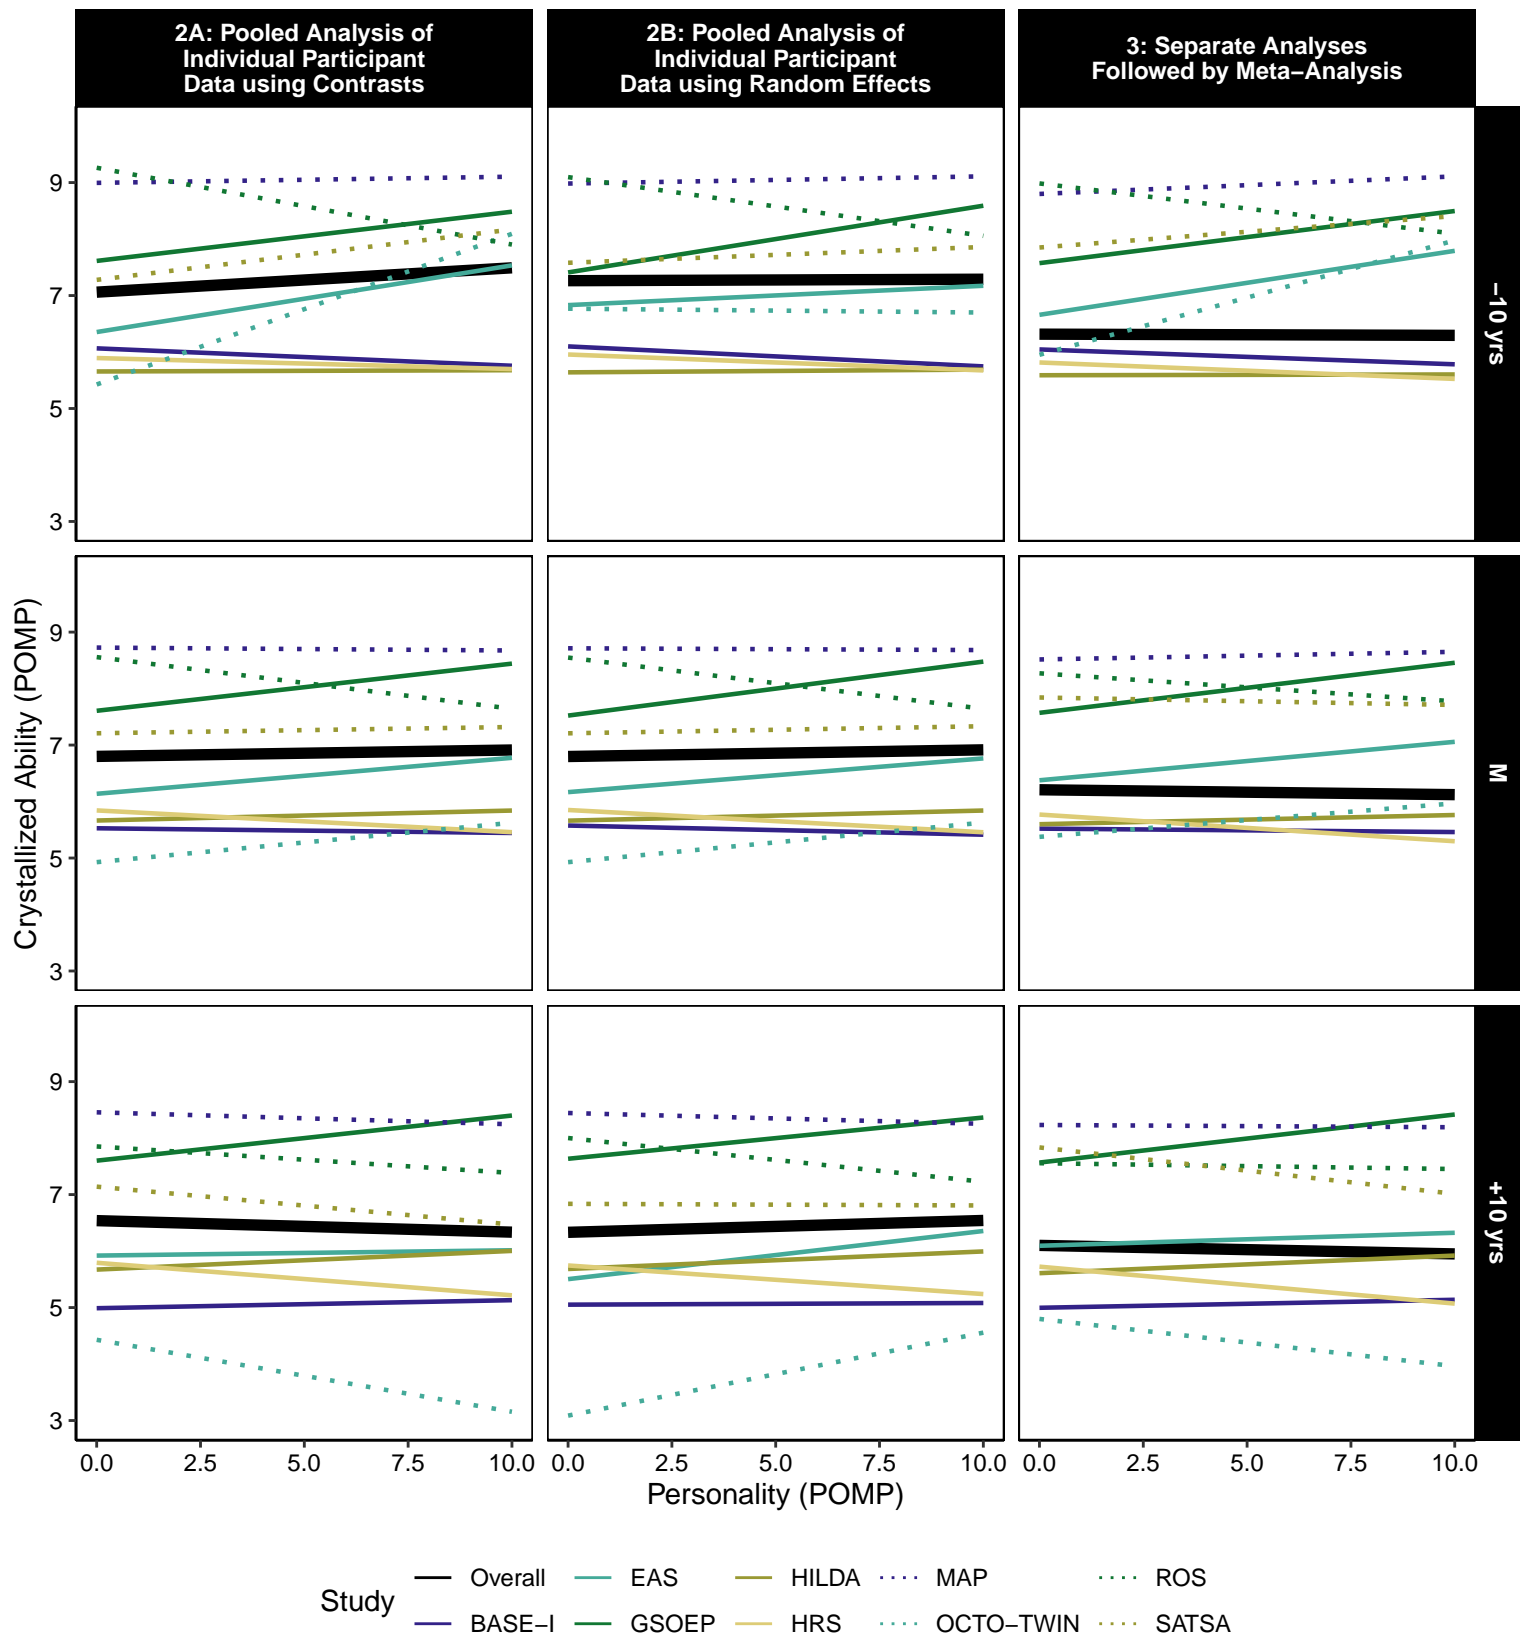 2A: Pooled Analysis of
Individual Participant
Data using Contrasts
2B: Pooled Analysis of
Individual Participant
Data using Random Effects
3: Separate Analyses
Followed by Meta−Analysis
9
7
5
3
−10 yrs
Crystallized Ability (POMP)
9
7
5
3
M
9
7
5
3
+10 yrs
0.0 2.5 5.0 7.5 10.0 0.0 2.5 5.0 7.5 10.0 0.0 2.5 5.0 7.5 10.0
Personality (POMP)
Study
Overall EAS HILDA MAP ROS
BASE−I GSOEP HRS OCTO−TWIN SATSA